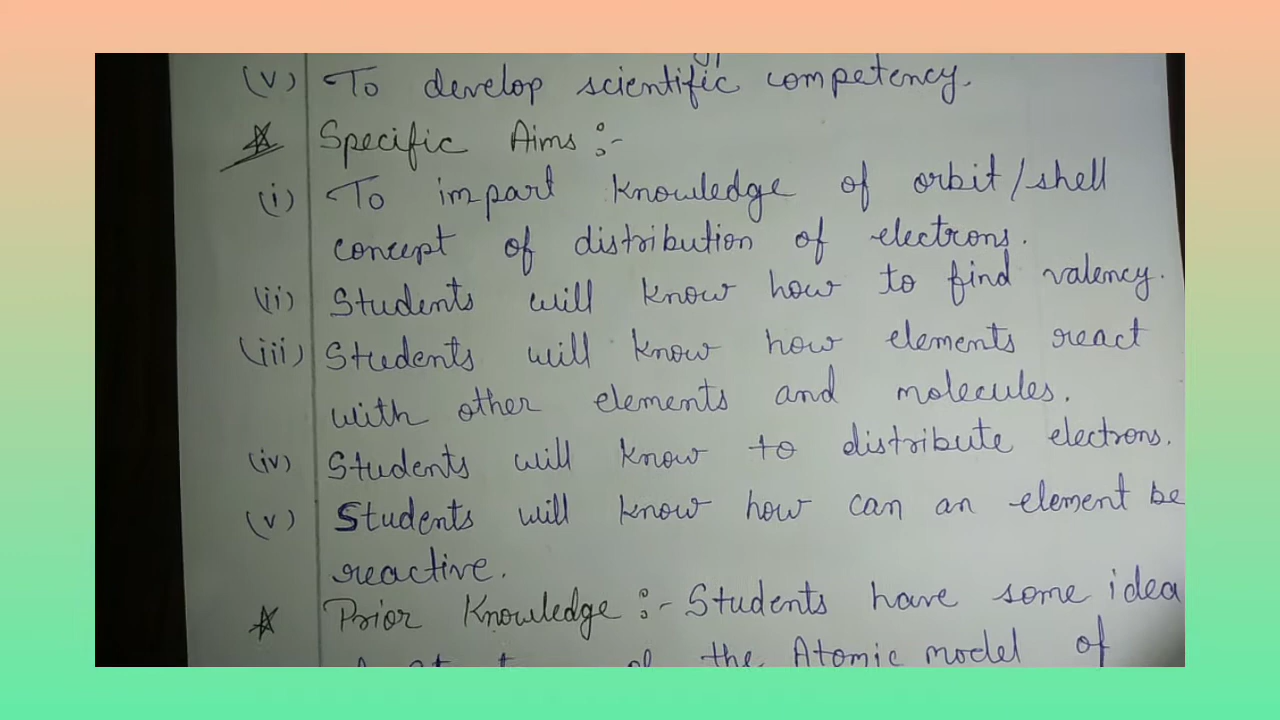 (v) To develop scientific competency.
☆ Specific Aims :-
(i) To impart knowledge of orbit/shell
concept of distribution of electrons.
(ii) Students will know how to find valency.
(iii) Students will know how elements react
with other elements and molecules.
(iv) Students will know to distribute electrons.
(v) Students will know how can an element be
reactive.
☆ Prior Knowledge :- Students have some idea
of the Atomic model of